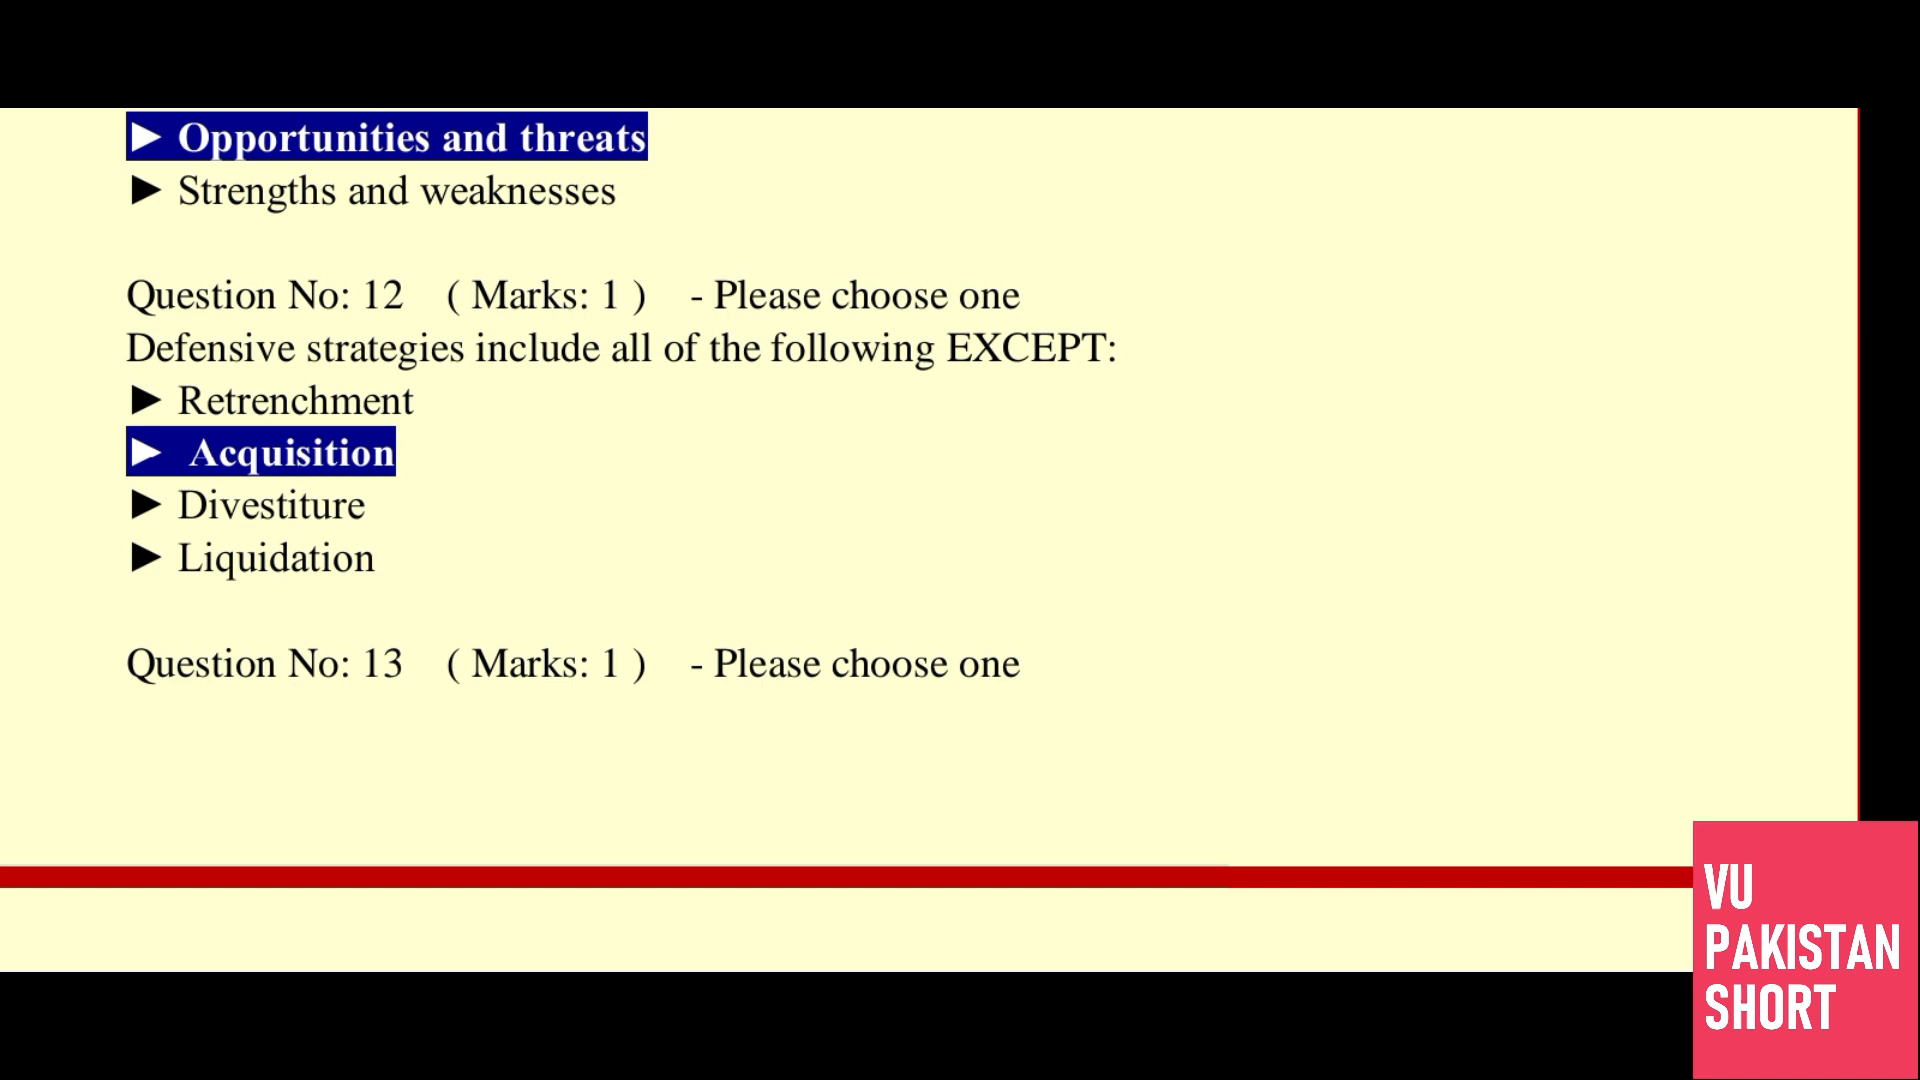 ► Opportunities and threats
► Strengths and weaknesses
Question No: 12 ( Marks: 1 ) - Please choose one
Defensive strategies include all of the following EXCEPT:
► Retrenchment
► Acquisition
► Divestiture
► Liquidation
Question No: 13 ( Marks: 1 ) - Please choose one
VU
PAKISTAN
SHORT